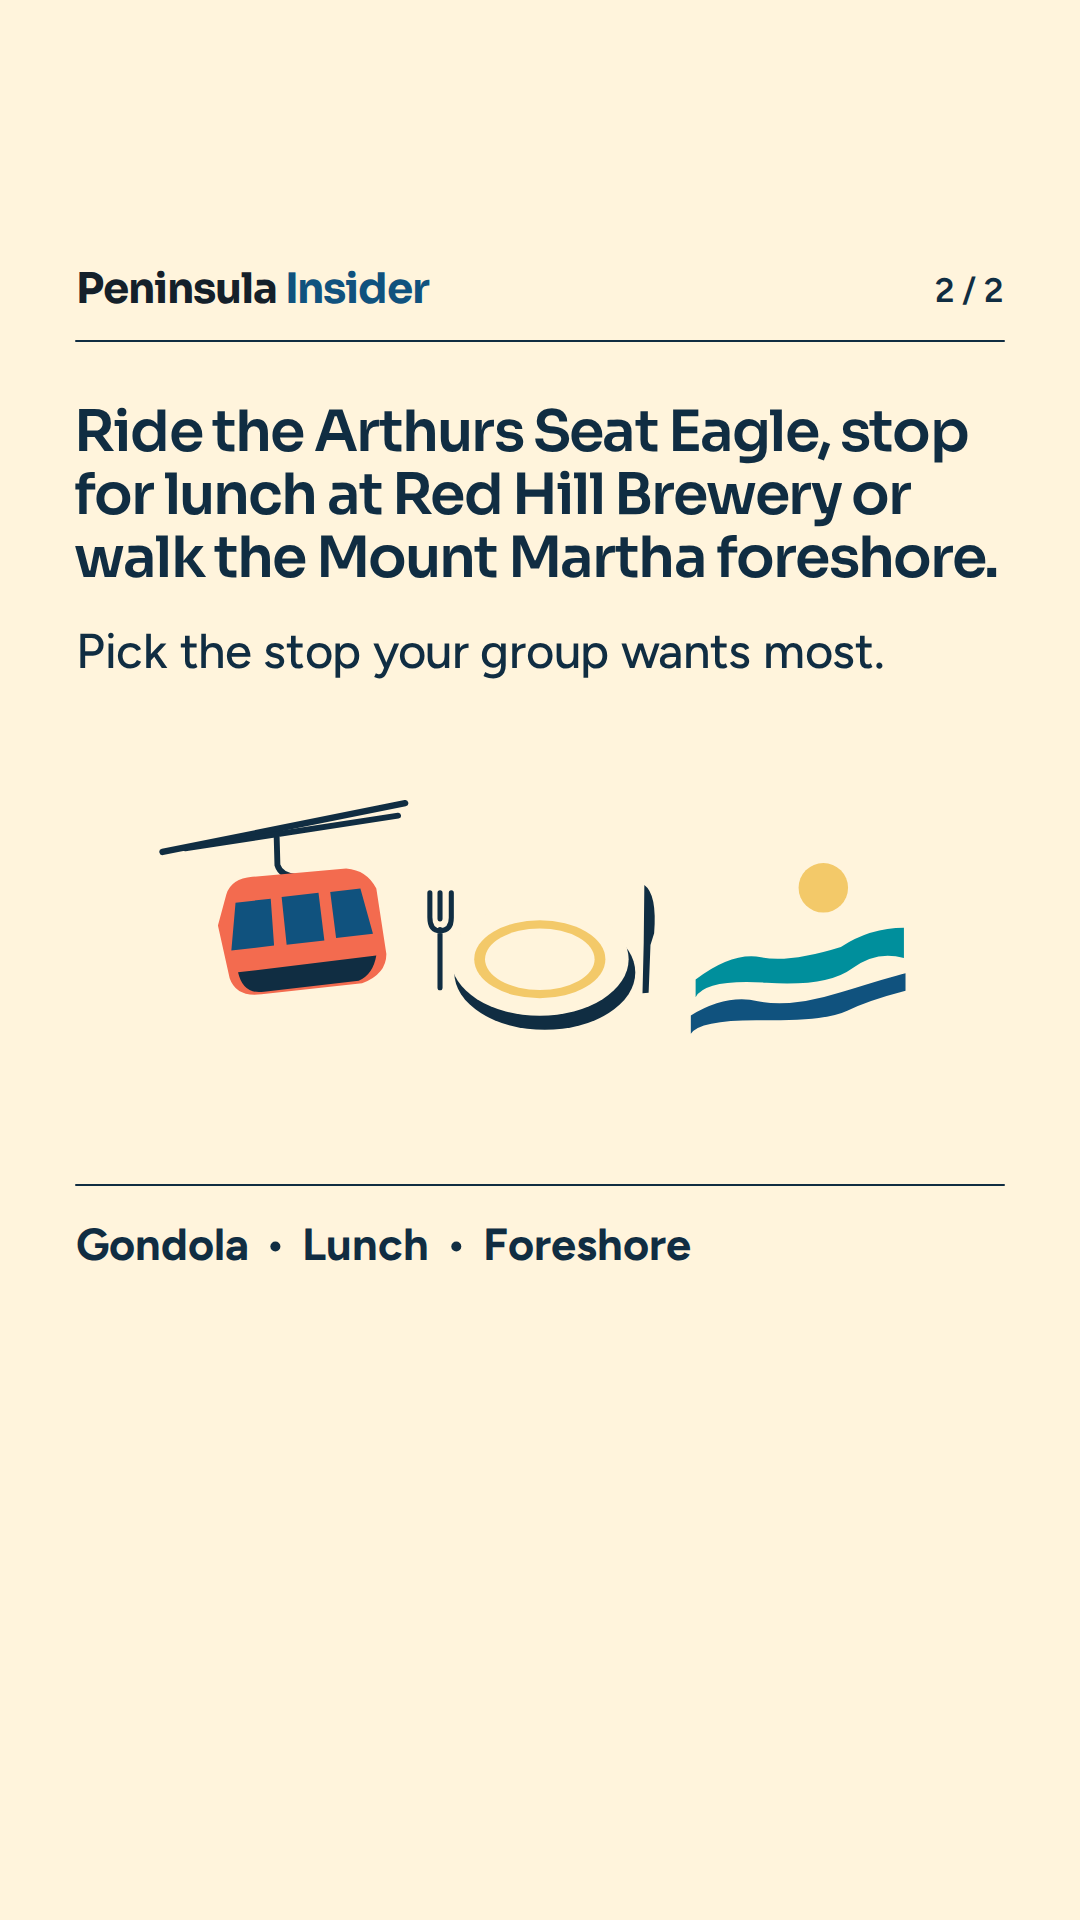 Peninsula Insider
2 / 2
Ride the Arthurs Seat Eagle, stop
for lunch at Red Hill Brewery or
walk the Mount Martha foreshore.
Pick the stop your group wants most.
Gondola • Lunch • Foreshore